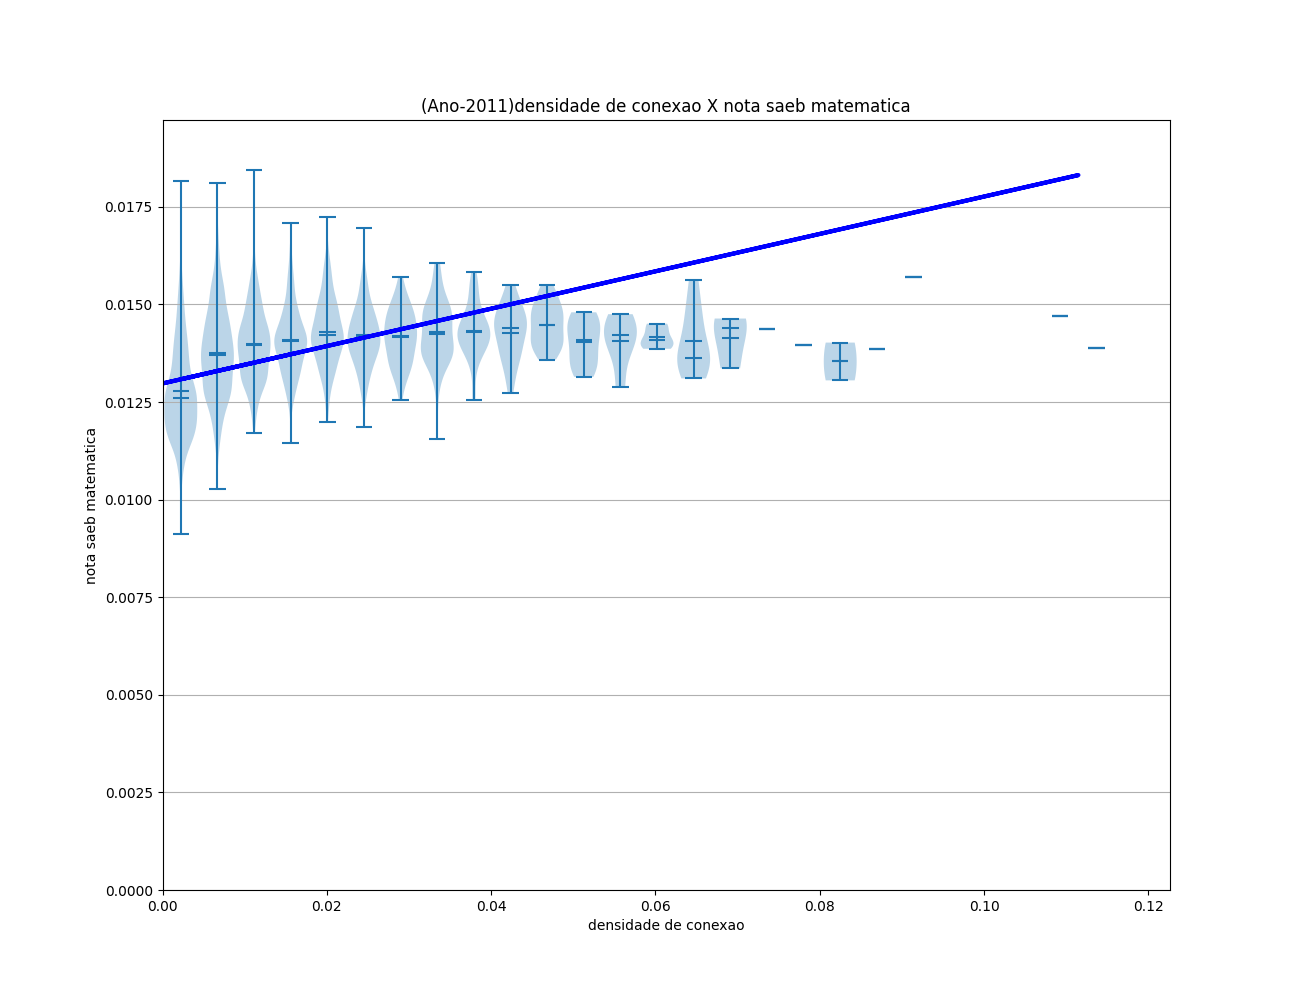 (Ano-2011)densidade de conexao X nota saeb matematica
nota saeb matematica
0.0175
0.0150
0.0125
0.0100
0.0075
0.0050
0.0025
0.0000
0.00 0.02 0.04 0.06 0.08 0.10 0.12
densidade de conexao